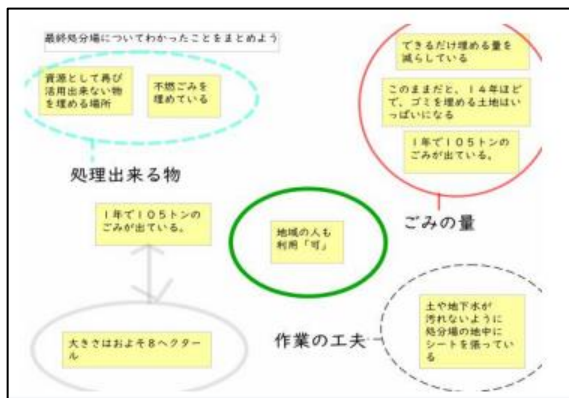 最終処分場についてわかったことをまとめよう
資源として再び
活用出来ない物
を埋める場所
不燃ごみを
埋めている
処理出来る物
できるだけ埋める量を
減らしている
このままだと、14年ほど
で、ゴミを埋める土地はい
っぱいになる
1年で105トンの
ごみが出ている。
ごみの量
1年で105トンの
ごみが出ている。
地域の人も
利用「可」
大きさはおよそ8ヘクター
ル
作業の工夫
土や地下水が
汚れないように
処分場の地中に
シートを張ってい
る